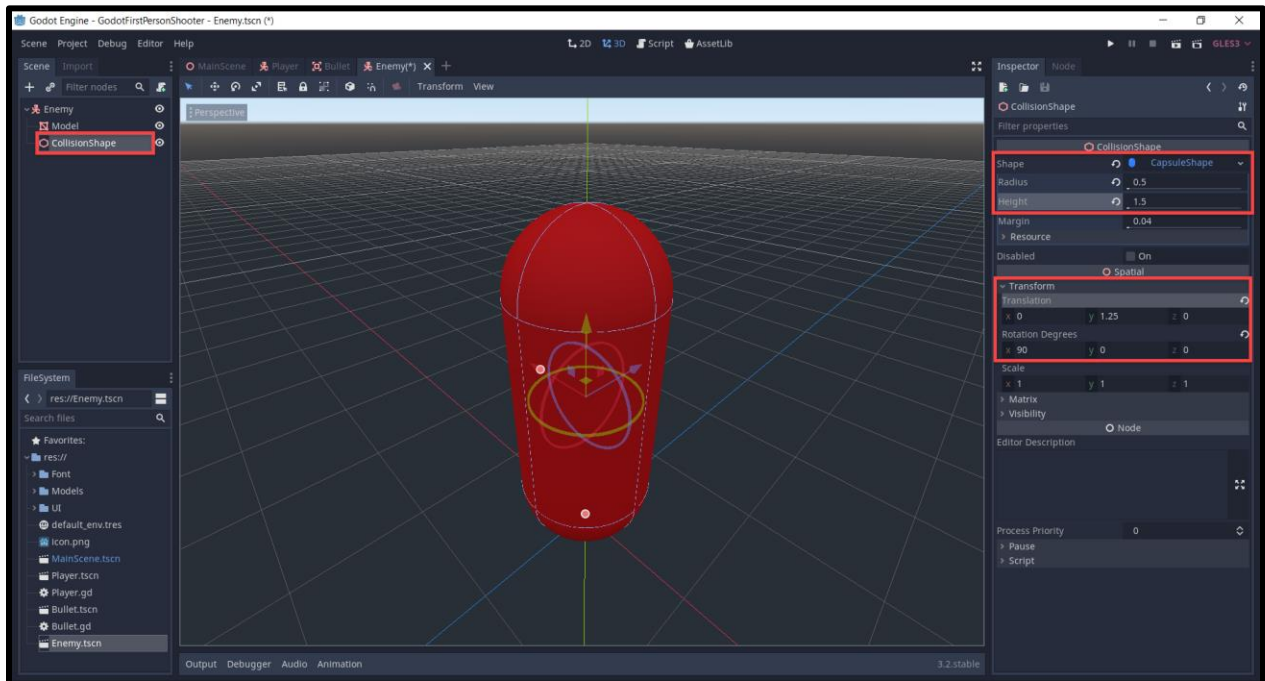 Godot Engine - GodotFirstPersonShooter - Enemy.tscn (*)
Scene Project Debug Editor Help
2D 3D Script AssetLib
GLES3
Scene Import
Filter nodes
Enemy
Model
CollisionShape
MainScene Player Bullet Enemy(*)
Transform View
Perspective
FileSystem
res://Enemy.tscn
Search files
Favorites:
res://
Font
Models
UI
default_env.tres
icon.png
MainScene.tscn
Player.tscn
Player.gd
Bullet.tscn
Bullet.gd
Enemy.tscn
Output Debugger Audio Animation
3.2.stable
Inspector Node
CollisionShape
Filter properties
CollisionShape
Shape CapsuleShape
Radius 0.5
Height 1.5
Margin 0.04
Resource
Disabled On
Spatial
Transform
Translation
x 0 y 1.25 z 0
Rotation Degrees
x 90 y 0 z 0
Scale
x 1 y 1 z 1
Matrix
Visibility
Node
Editor Description
Process Priority 0
Pause
Script